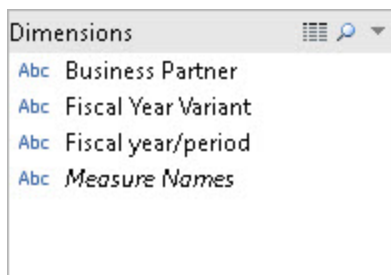 Dimensions
Abc Business Partner
Abc Fiscal Year Variant
Abc Fiscal year/period
Abc Measure Names